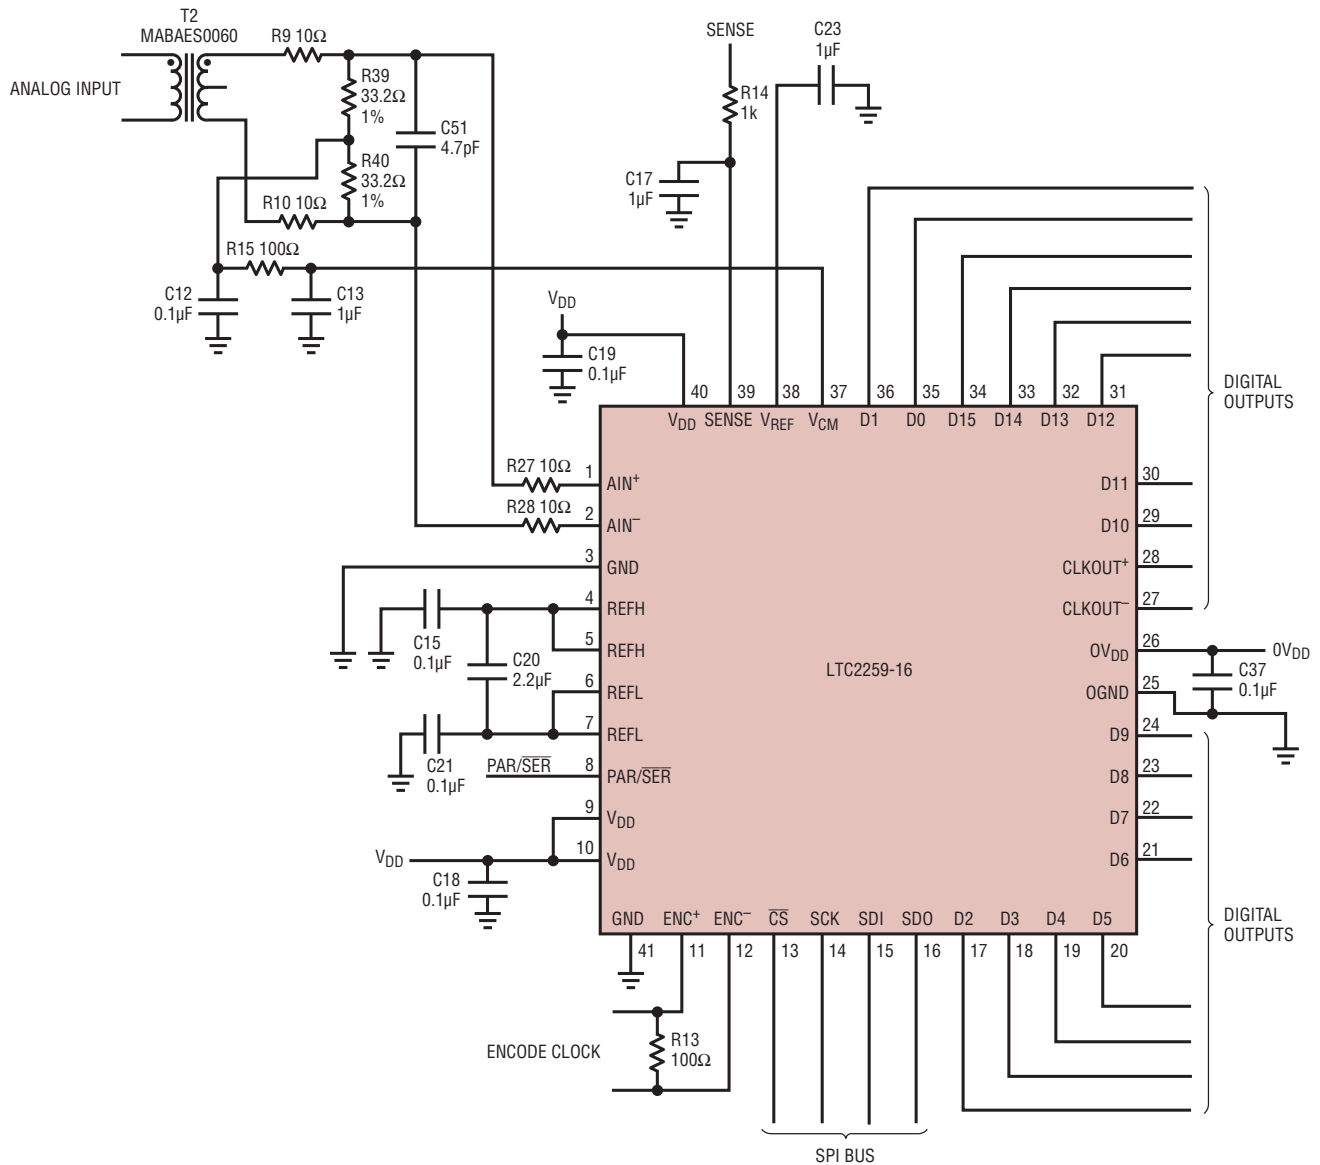 T2
MABAES0060
ANALOG INPUT
R9 10Ω
R39
33.2Ω
1%
R40
33.2Ω
1%
C51
4.7pF
R10 10Ω
R15 100Ω
C12
0.1µF
C13
1µF
SENSE
R14
1k
C17
1µF
C23
1µF
VDD
C19
0.1µF
40
39
38
37
36
35
34
33
32
31
VDD
SENSE
VREF
VCM
D1
D0
D15
D14
D13
D12
DIGITAL
OUTPUTS
R27 10Ω
1
AIN+
R28 10Ω
2
AIN–
3
GND
4
REFH
5
REFH
6
REFL
7
REFL
C15
0.1µF
C20
2.2µF
C21
0.1µF
PAR/SER
8
PAR/SER
9
VDD
10
VDD
VDD
C18
0.1µF
LTC2259-16
D11
30
D10
29
CLKOUT+
28
CLKOUT–
27
OVDD
26
0VDD
C37
0.1µF
OGND
25
D9
24
D8
23
D7
22
D6
21
GND
ENC+
ENC–
CS
SCK
SDI
SDO
D2
D3
D4
D5
41
11
12
13
14
15
16
17
18
19
20
DIGITAL
OUTPUTS
ENCODE CLOCK
R13
100Ω
SPI BUS